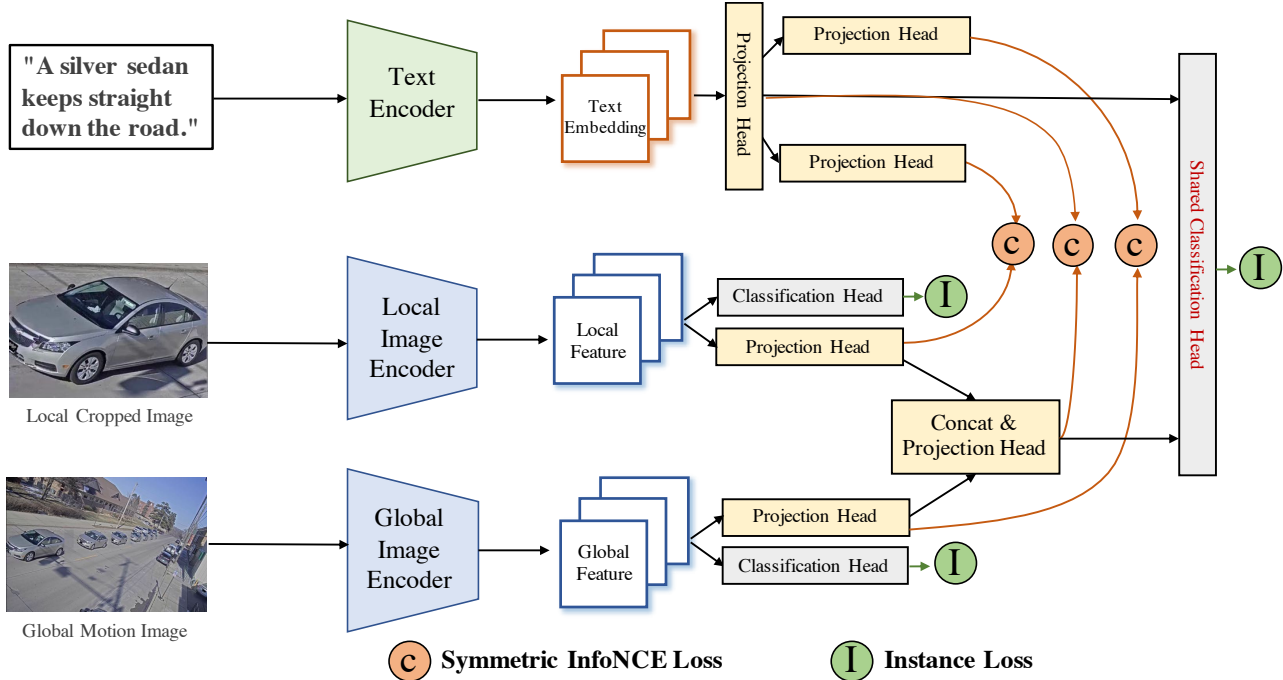 "A silver sedan
keeps straight
down the road."
Text
Encoder
Text
Embedding
Projection Head
Projection Head
Projection Head
c
c
c
Shared Classification Head
I
Local Cropped Image
Local
Image
Encoder
Local
Feature
Classification Head
I
Projection Head
Concat &
Projection Head
Global Motion Image
Global
Image
Encoder
Global
Feature
Projection Head
Classification Head
I
c Symmetric InfoNCE Loss
I Instance Loss